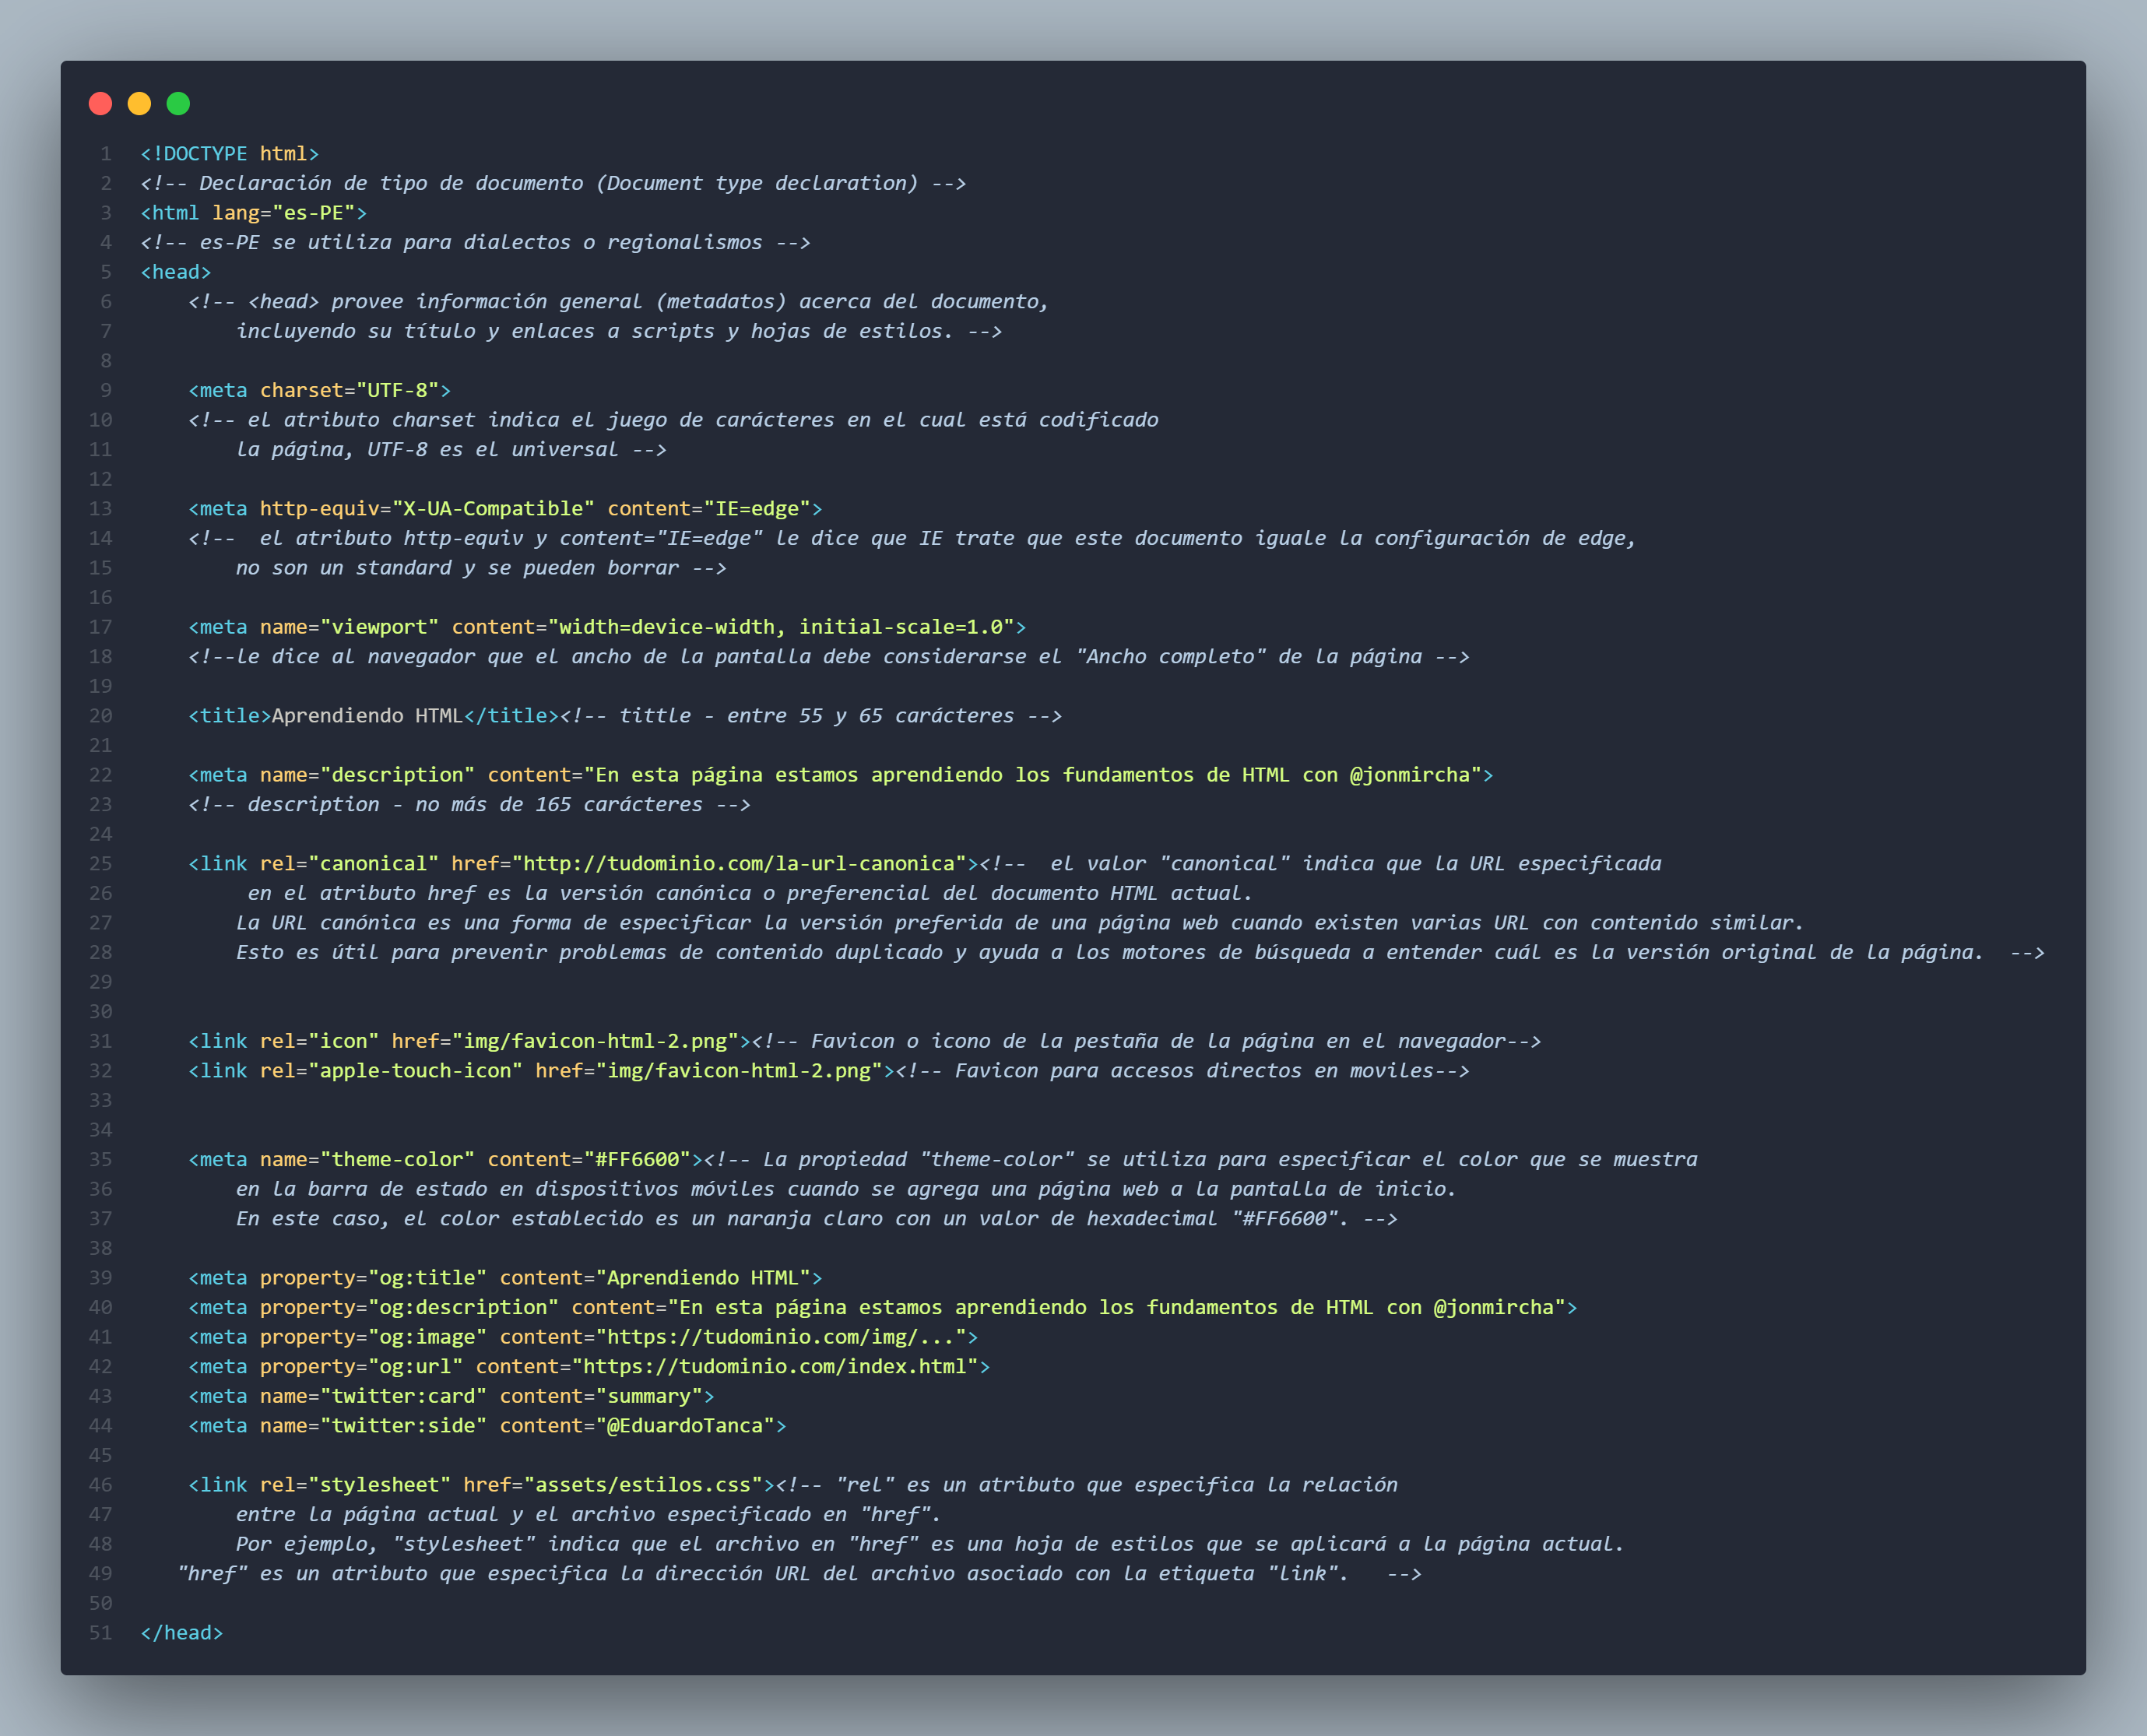 1 <!DOCTYPE html>
2 <!-- Declaración de tipo de documento (Document type declaration) -->
3 <html lang="es-PE">
4 <!-- es-PE se utiliza para dialectos o regionalismos -->
5 <head>
6     <!-- <head> provee información general (metadatos) acerca del documento,
7         incluyendo su título y enlaces a scripts y hojas de estilos. -->
8
9     <meta charset="UTF-8">
10     <!-- el atributo charset indica el juego de carácteres en el cual está codificado
11         la página, UTF-8 es el universal -->
12
13     <meta http-equiv="X-UA-Compatible" content="IE=edge">
14     <!--  el atributo http-equiv y content="IE=edge" le dice que IE trate que este documento iguale la configuración de edge,
15         no son un standard y se pueden borrar -->
16
17     <meta name="viewport" content="width=device-width, initial-scale=1.0">
18     <!--le dice al navegador que el ancho de la pantalla debe considerarse el "Ancho completo" de la página -->
19
20     <title>Aprendiendo HTML</title><!-- tittle - entre 55 y 65 carácteres -->
21
22     <meta name="description" content="En esta página estamos aprendiendo los fundamentos de HTML con @jonmircha">
23     <!-- description - no más de 165 carácteres -->
24
25     <link rel="canonical" href="http://tudominio.com/la-url-canonica"><!--  el valor "canonical" indica que la URL especificada
26          en el atributo href es la versión canónica o preferencial del documento HTML actual.
27         La URL canónica es una forma de especificar la versión preferida de una página web cuando existen varias URL con contenido similar.
28         Esto es útil para prevenir problemas de contenido duplicado y ayuda a los motores de búsqueda a entender cuál es la versión original de la página.  -->
29
30
31     <link rel="icon" href="img/favicon-html-2.png"><!-- Favicon o icono de la pestaña de la página en el navegador-->
32     <link rel="apple-touch-icon" href="img/favicon-html-2.png"><!-- Favicon para accesos directos en moviles-->
33
34
35     <meta name="theme-color" content="#FF6600"><!-- La propiedad "theme-color" se utiliza para especificar el color que se muestra
36         en la barra de estado en dispositivos móviles cuando se agrega una página web a la pantalla de inicio.
37         En este caso, el color establecido es un naranja claro con un valor de hexadecimal "#FF6600". -->
38
39     <meta property="og:title" content="Aprendiendo HTML">
40     <meta property="og:description" content="En esta página estamos aprendiendo los fundamentos de HTML con @jonmircha">
41     <meta property="og:image" content="https://tudominio.com/img/...">
42     <meta property="og:url" content="https://tudominio.com/index.html">
43     <meta name="twitter:card" content="summary">
44     <meta name="twitter:side" content="@EduardoTanca">
45
46     <link rel="stylesheet" href="assets/estilos.css"><!-- "rel" es un atributo que especifica la relación
47         entre la página actual y el archivo especificado en "href".
48         Por ejemplo, "stylesheet" indica que el archivo en "href" es una hoja de estilos que se aplicará a la página actual.
49    "href" es un atributo que especifica la dirección URL del archivo asociado con la etiqueta "link".   -->
50
51 </head>